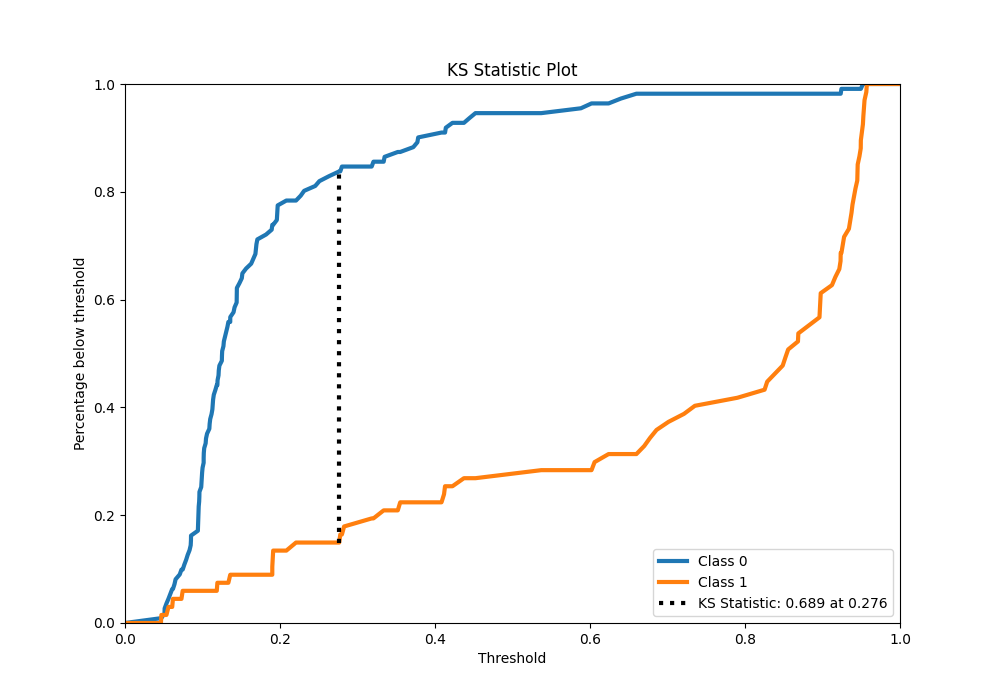 KS Statistic Plot
1.0
0.8
0.6
0.4
0.2
0.0
Percentage below threshold
0.0 0.2 0.4 0.6 0.8 1.0
Threshold
Class 0
Class 1
KS Statistic: 0.689 at 0.276